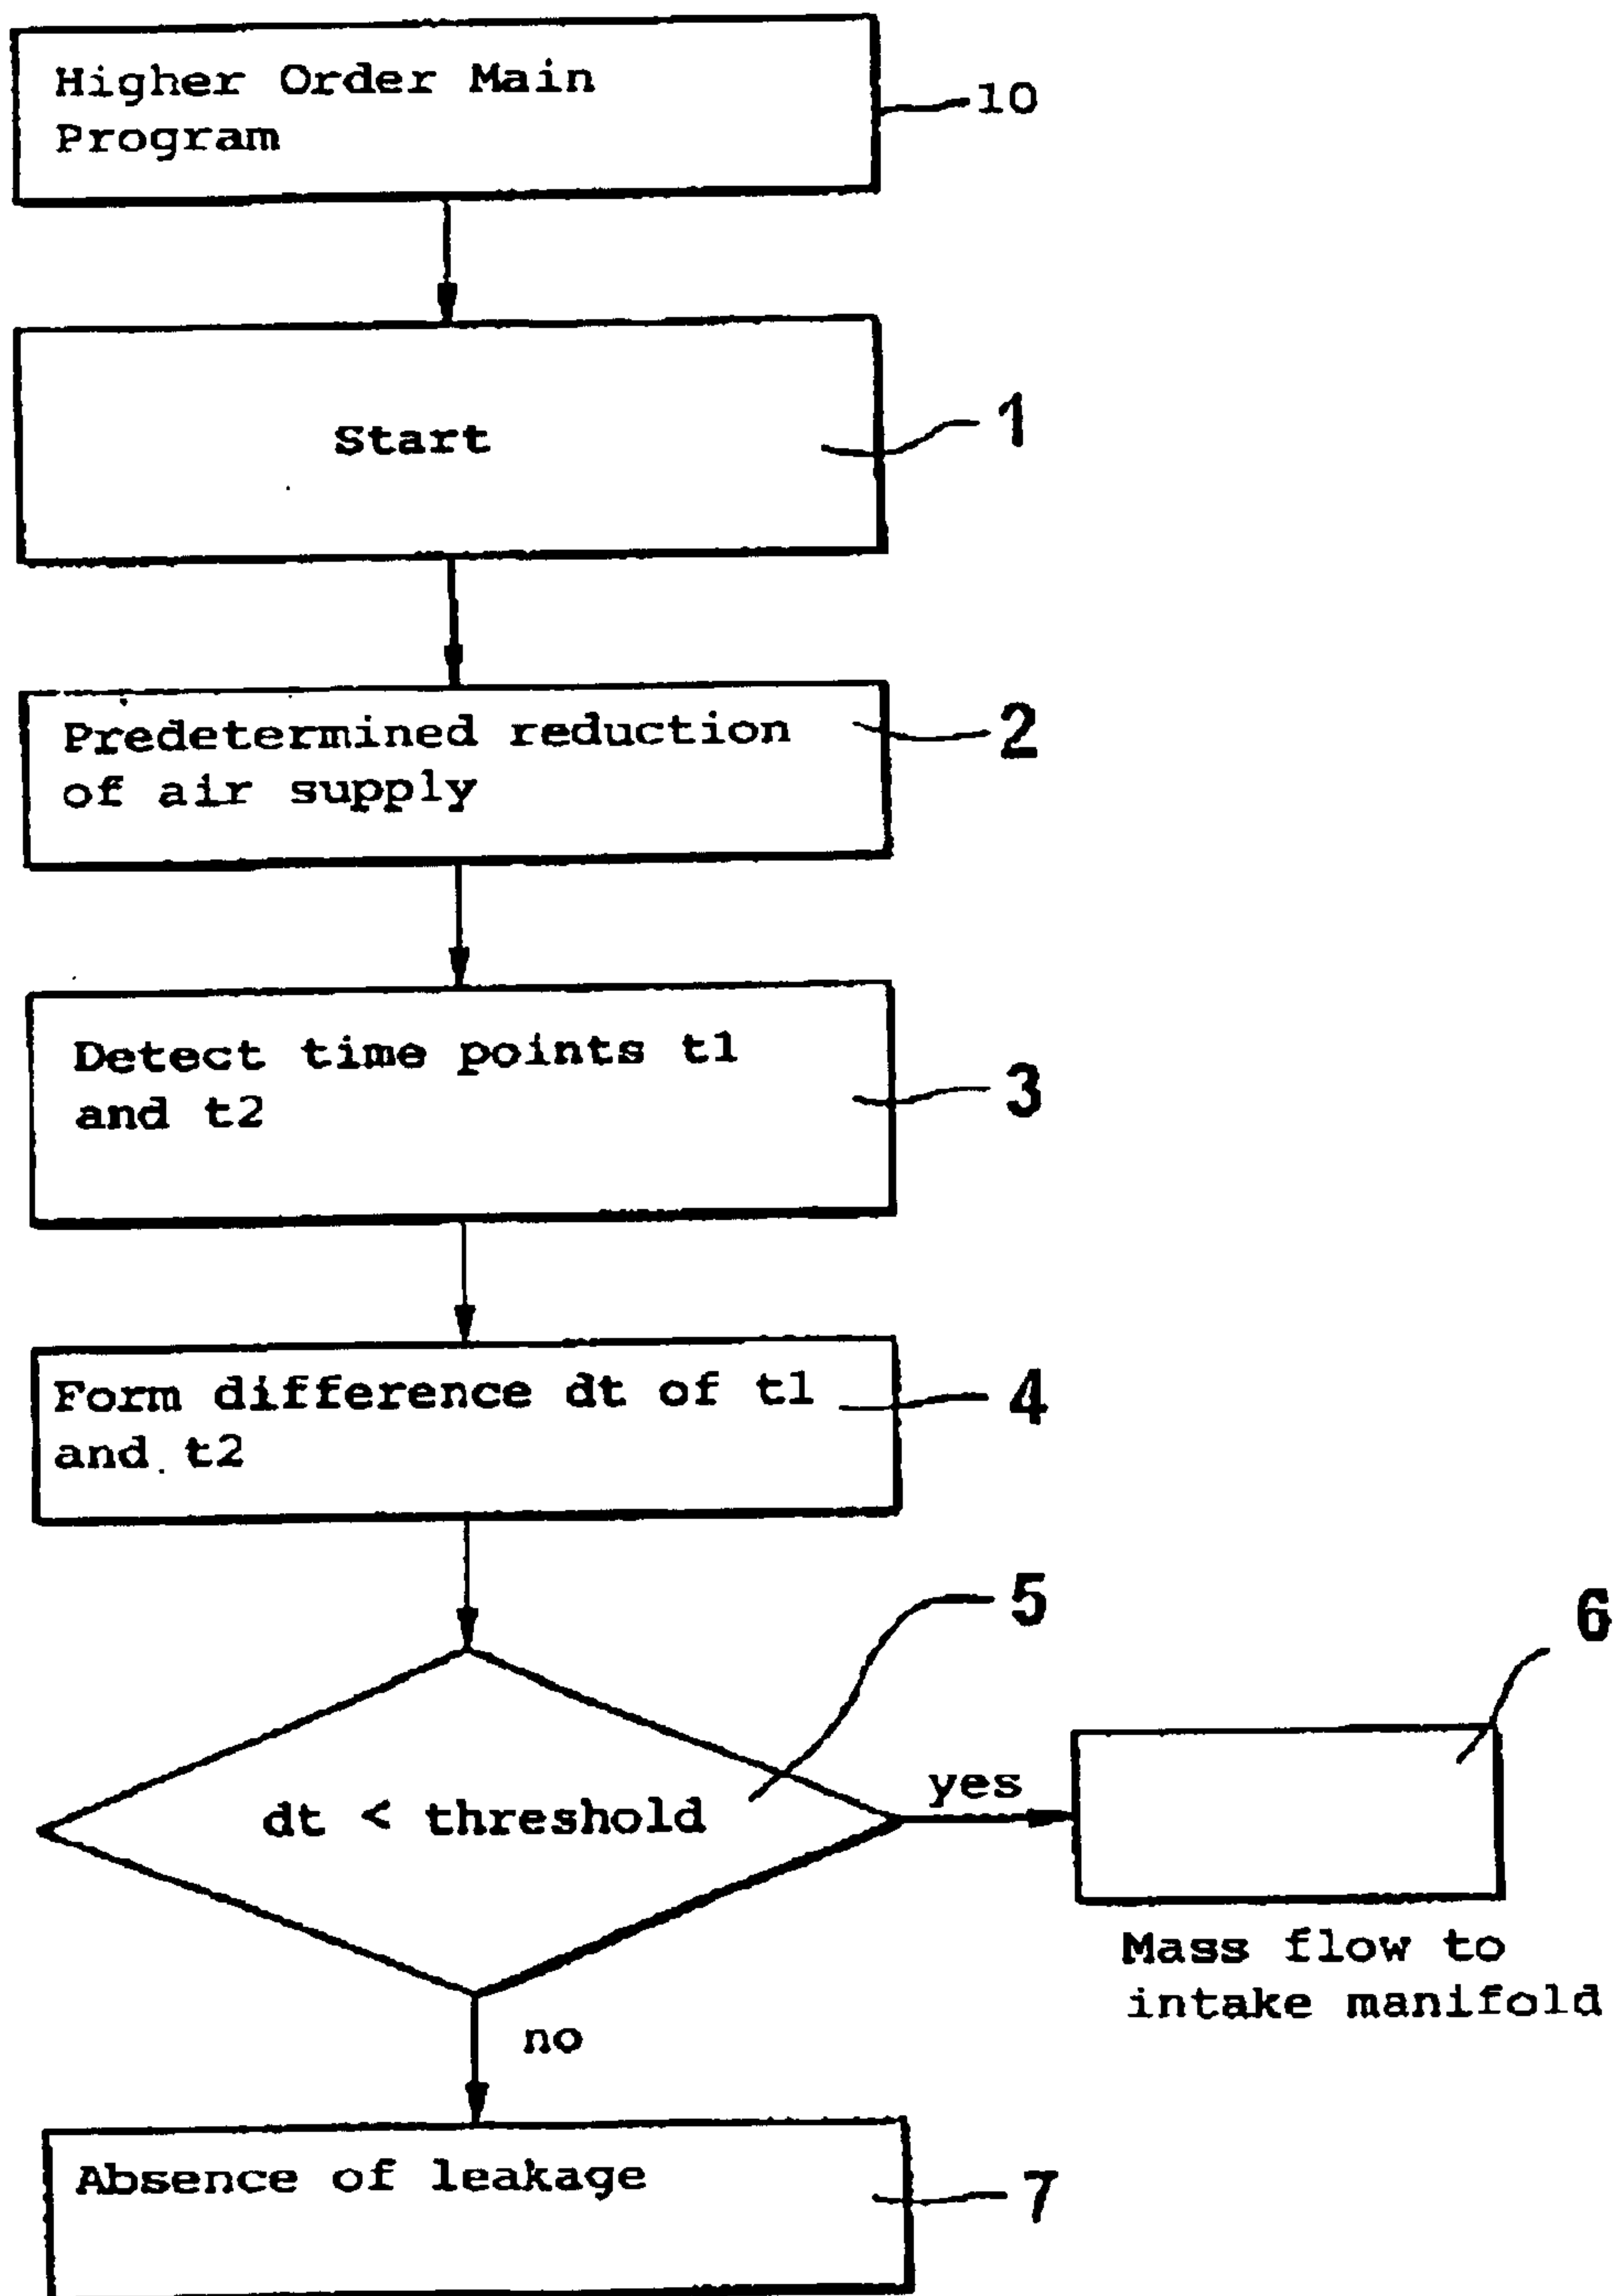 Higher Order Main
Program
10
Start
1
Predetermined reduction
of air supply
2
Detect time points t1
and t2
3
Form difference dt of t1
and t2
4
5
6
dt < threshold
yes
Mass flow to
intake manifold
no
Absence of leakage
7